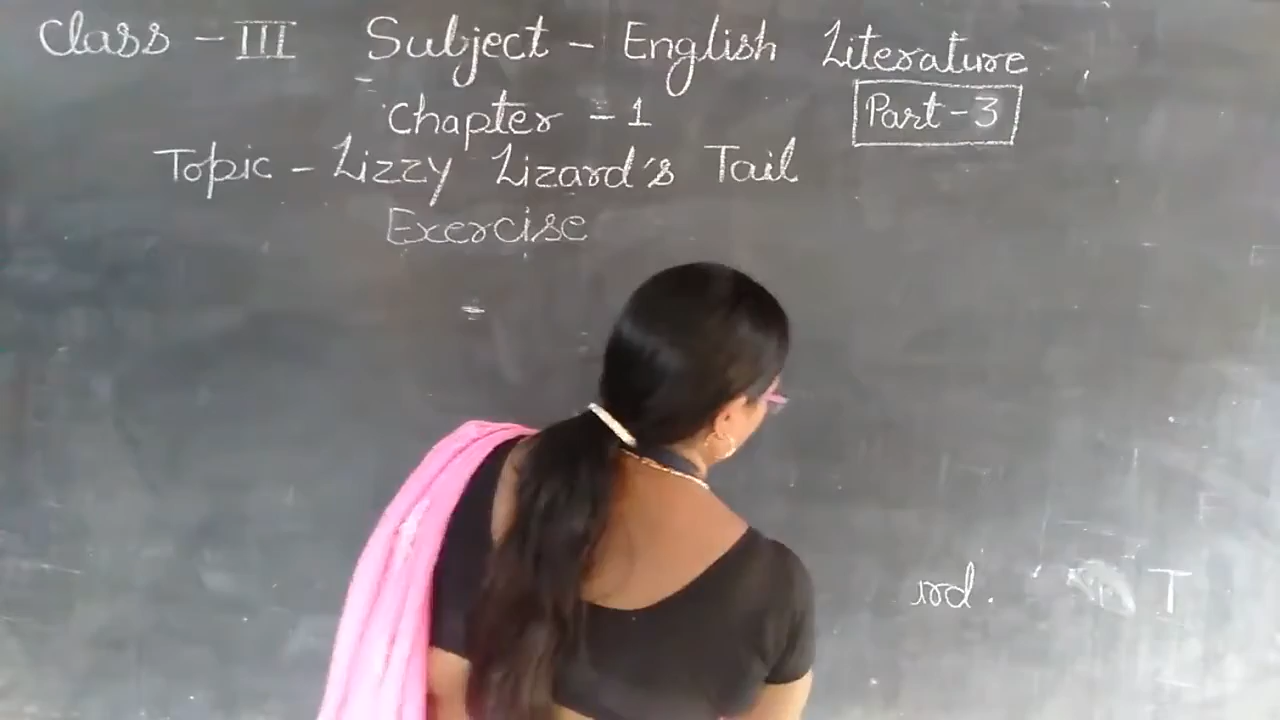 Class - III Subject - English Literature
Chapter - 1 Part-3
Topic - Lizzy Lizard's Tail
Exercise
T